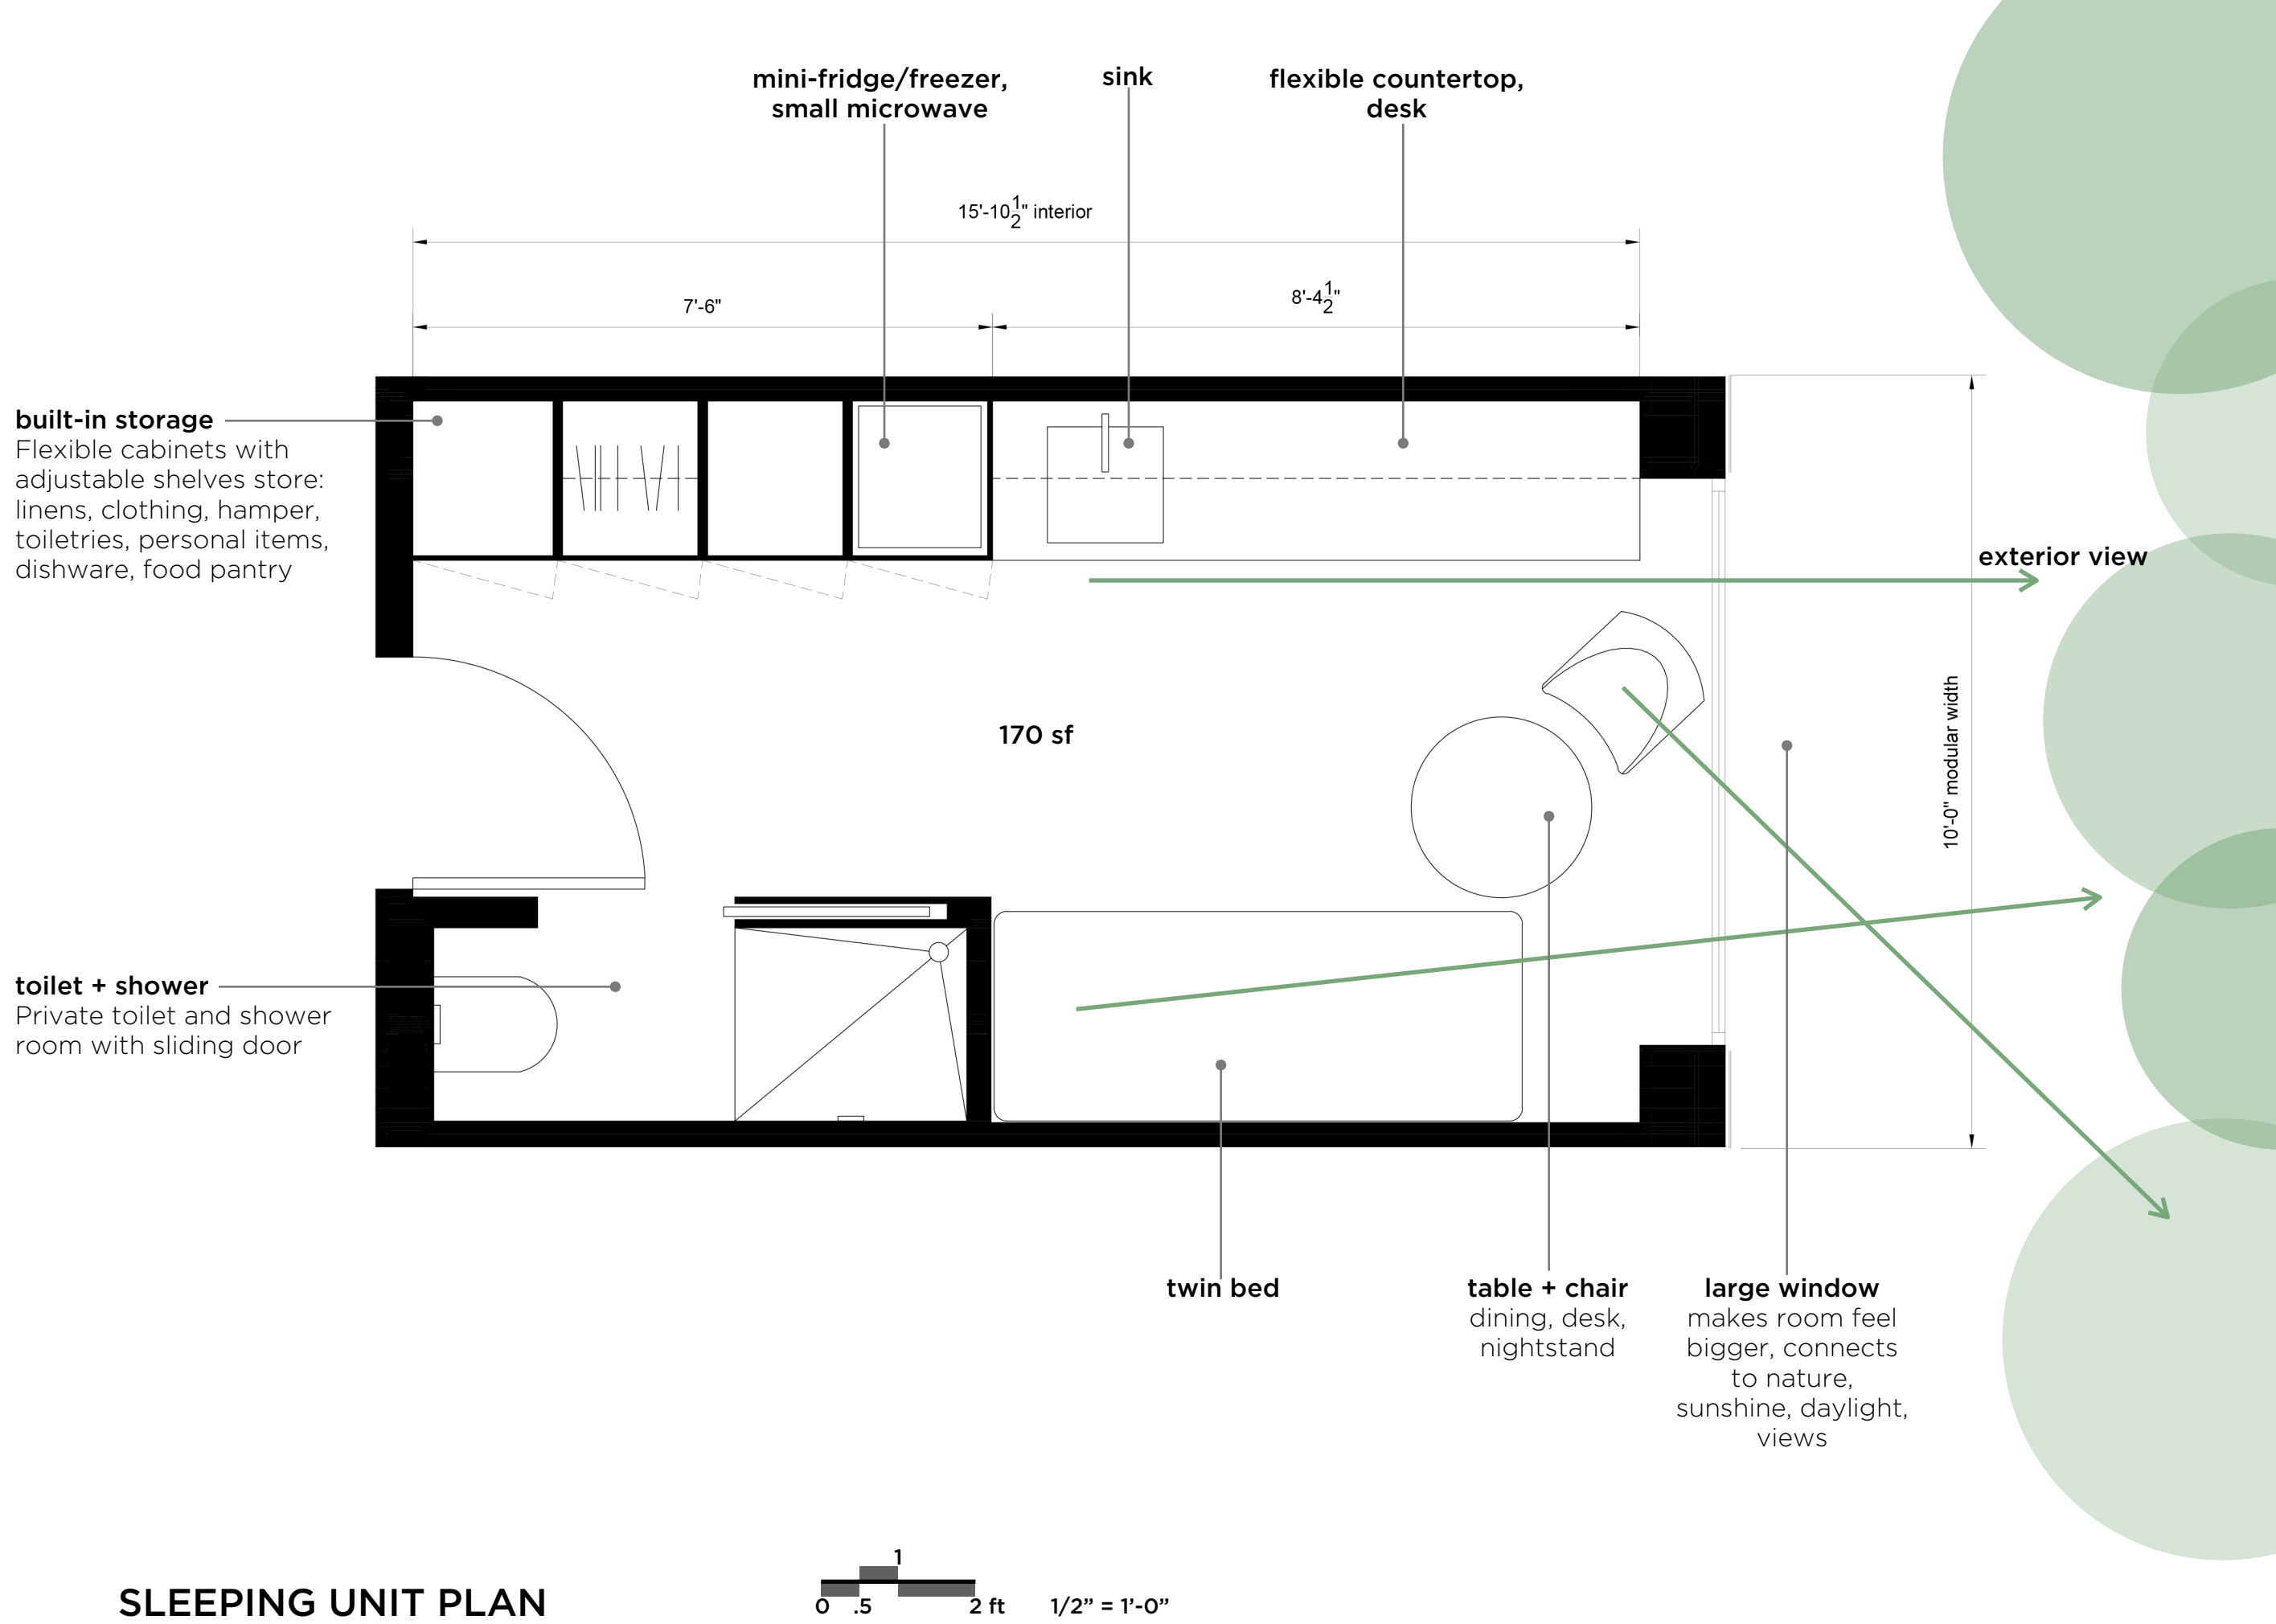 mini-fridge/freezer,
small microwave
sink
flexible countertop,
desk
15'-10 1/2" interior
7'-6"
8'-4 1/2"
built-in storage
Flexible cabinets with
adjustable shelves store:
linens, clothing, hamper,
toiletries, personal items,
dishware, food pantry
exterior view
170 sf
10'-0" modular width
toilet + shower
Private toilet and shower
room with sliding door
twin bed
table + chair
dining, desk,
nightstand
large window
makes room feel
bigger, connects
to nature,
sunshine, daylight,
views
SLEEPING UNIT PLAN
1
0 .5 2 ft
1/2” = 1’-0”